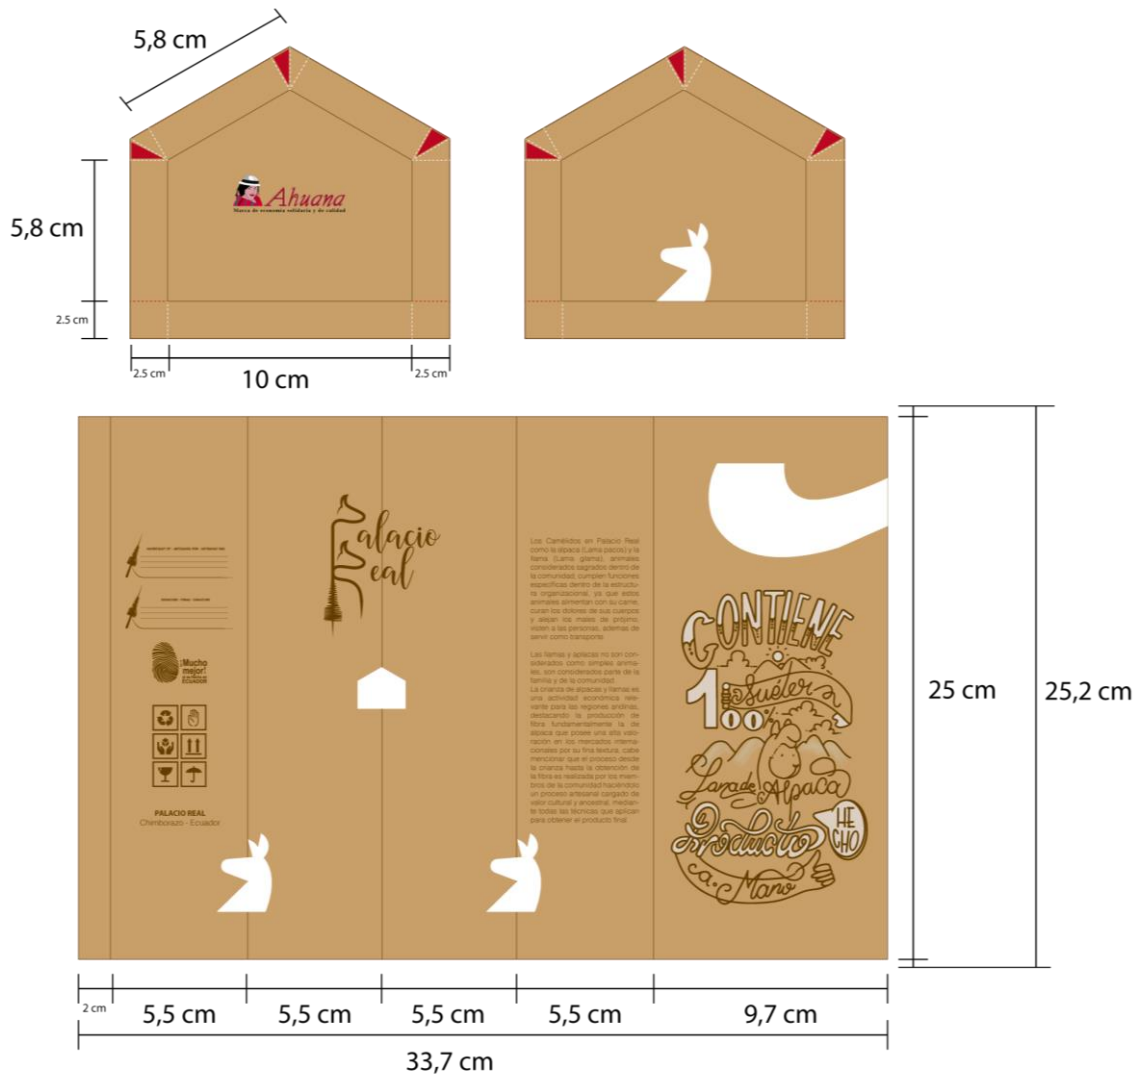 5,8 cm
5,8 cm
2.5 cm
2.5 cm
10 cm
2.5 cm
Ahuana
Marca de economía solidaria y de calidad
Palacio
Real
¡Mucho
mejor!
ECUADOR
PALACIO REAL
Chimborazo - Ecuador
Los Camélidos en Palacio Real
como la alpaca (Lama pacos) y la
llama (Lama glama), animales
considerados sagrados dentro de
la comunidad, cumplen funciones
específicas dentro de la estructu-
ra organizacional, ya que estos
animales alimentan con su carne,
curan los dolores de sus cuerpos
y alejan los males de prójimo,
visten a las personas, además de
servir como transporte.
Las llamas y aplacas no son con-
siderados como simples anima-
les, son considerados parte de la
familia y de la comunidad.
La crianza de alpacas y llamas es
una actividad económica rele-
vante para las regiones andinas,
destacando la producción de
fibra fundamentalmente la de
alpaca que posee una alta valo-
ración en los mercados interna-
cionales por su fina textura, cabe
mencionar que el proceso desde
la crianza hasta la obtención de
la fibra es realizada por los miem-
bros de la comunidad haciéndolo
un proceso artesanal cargado de
valor cultural y ancestral, median-
te todas las técnicas que aplican
para obtener el producto final.
CONTIENE
1 Suéter
100%
Lana de Alpaca
Producto
HE
CHO
a Mano
25 cm
25,2 cm
2 cm
5,5 cm
5,5 cm
5,5 cm
5,5 cm
9,7 cm
33,7 cm